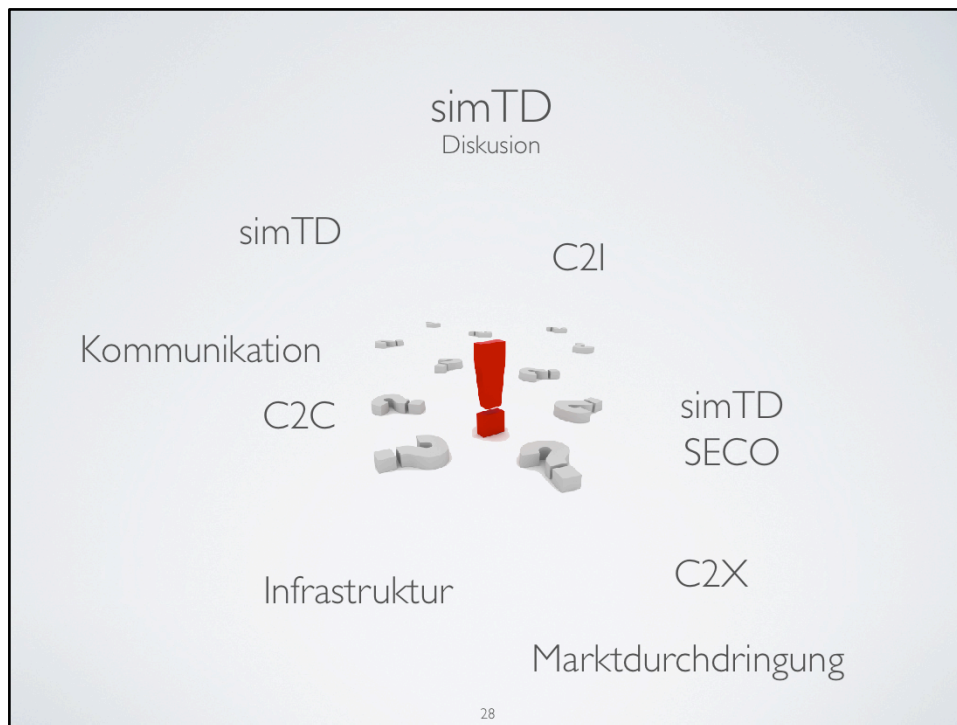 simTD
Diskusion
simTD
C2I
Kommunikation
C2C
simTD
SECO
C2X
Infrastruktur
Marktdurchdringung
28